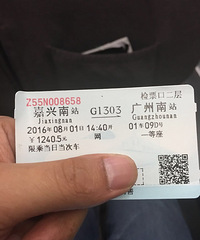 Z55N008658 检票口二层
嘉兴南站 G1303 广州南站
Jiaxingnan Guangzhounan
2016年08月01日14:40开 01车09D号
¥1240.5元 网 一等座
限乘当日当次车